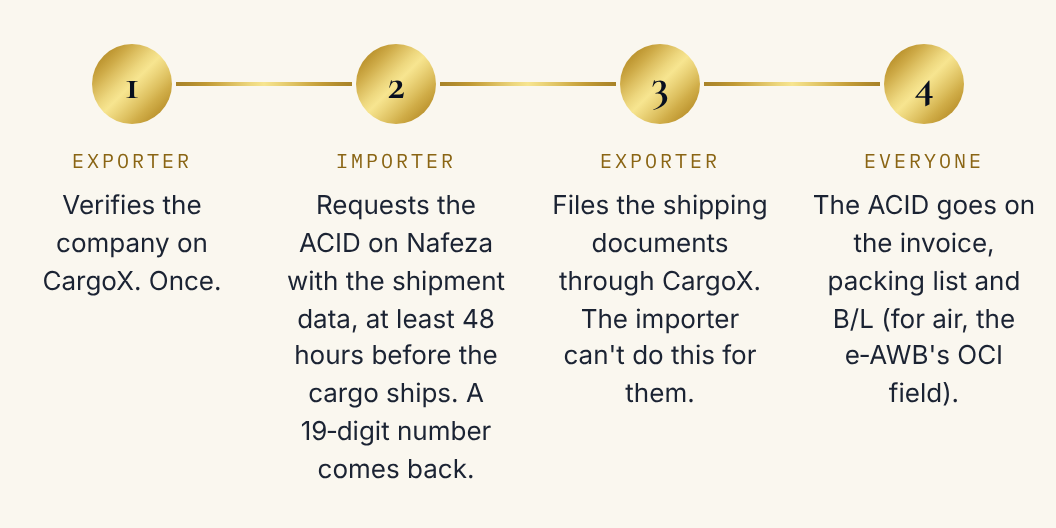 1
EXPORTER
Verifies the
company on
CargoX. Once.
2
IMPORTER
Requests the
ACID on Nafeza
with the shipment
data, at least 48
hours before the
cargo ships. A
19-digit number
comes back.
3
EXPORTER
Files the shipping
documents
through CargoX.
The importer
can't do this for
them.
4
EVERYONE
The ACID goes on
the invoice,
packing list and
B/L (for air, the
e-AWB's OCI
field).